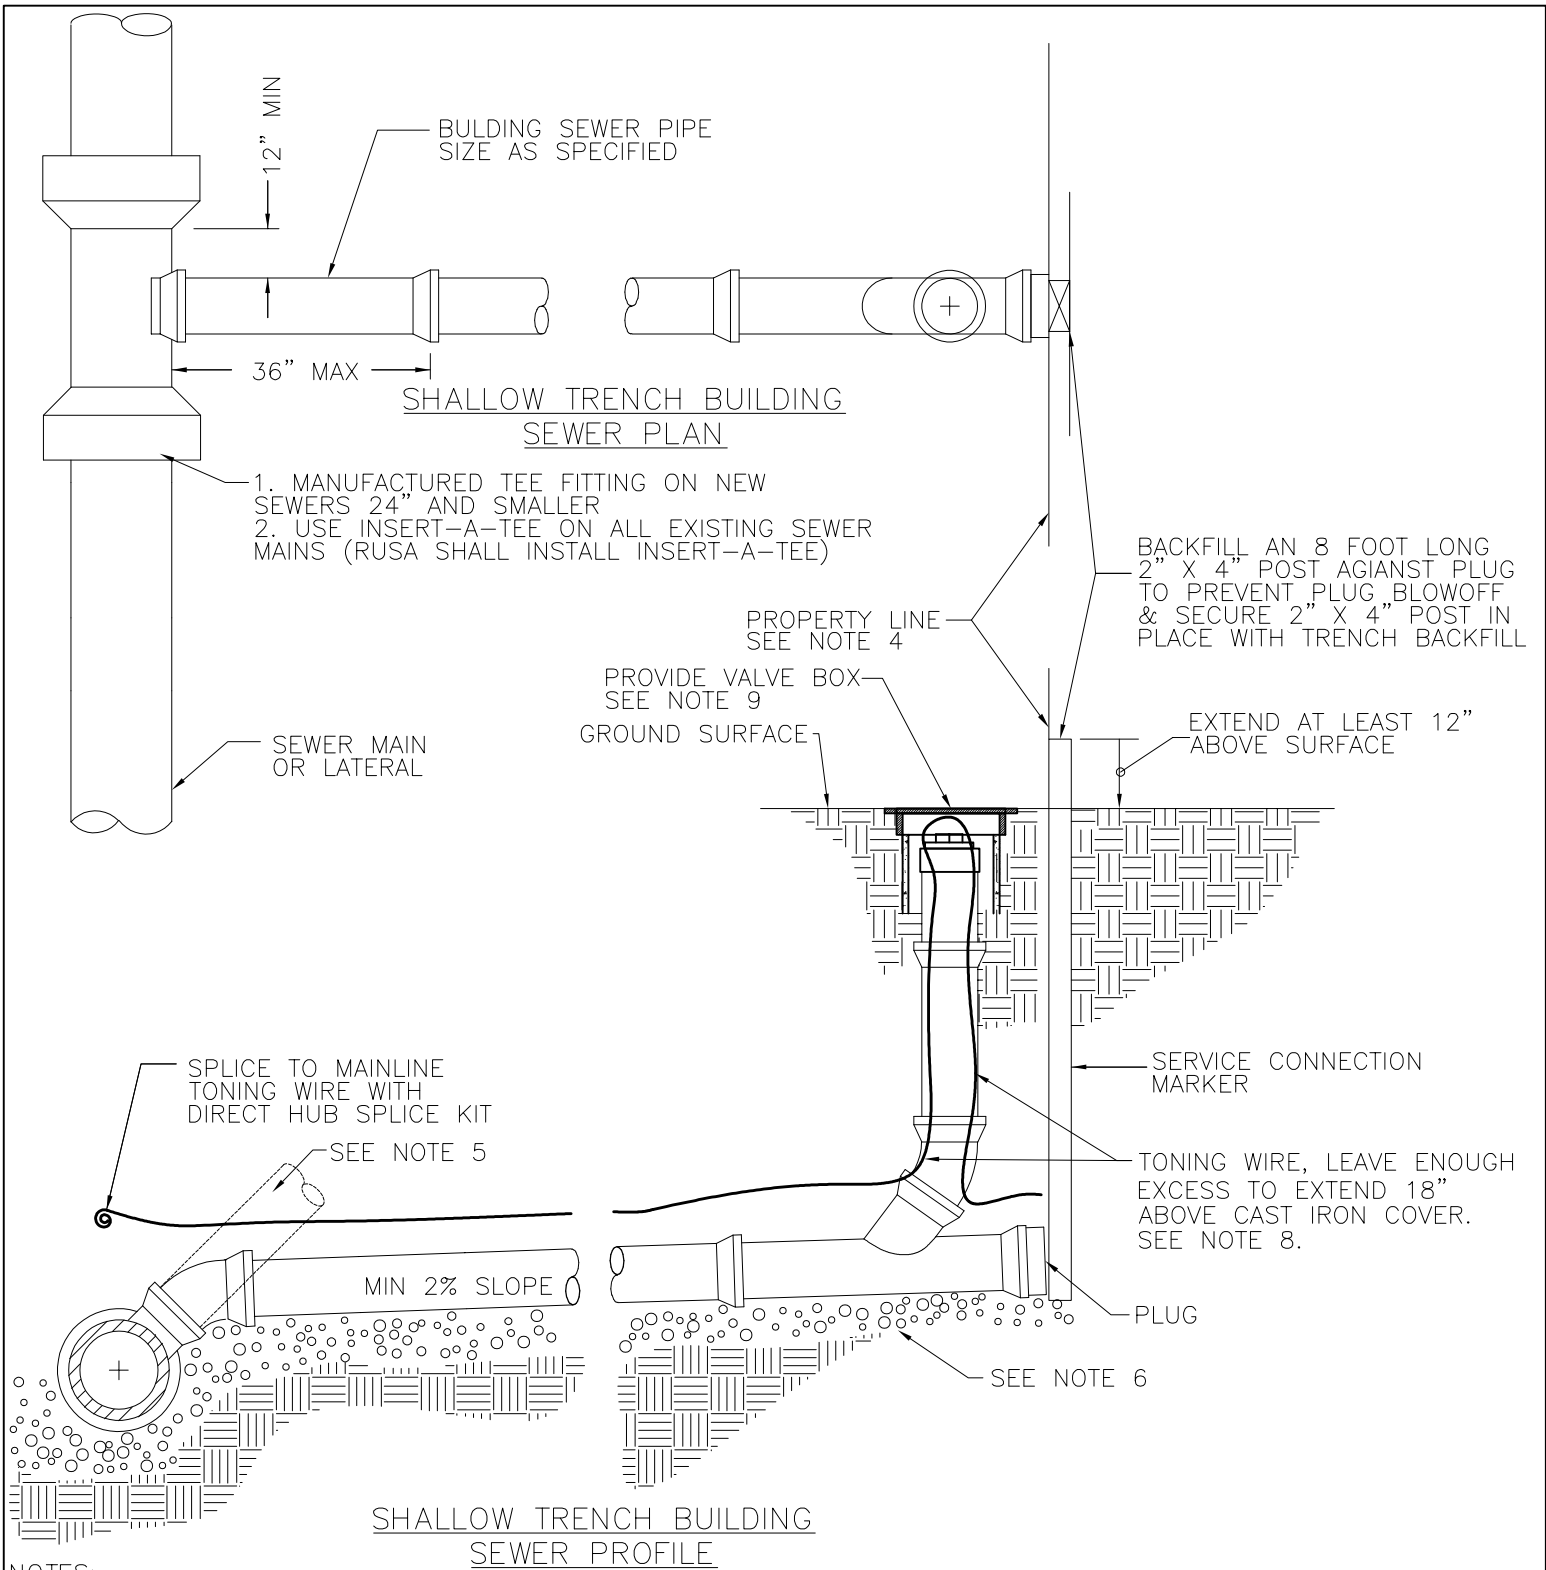 12" MIN
BULDING SEWER PIPE
SIZE AS SPECIFIED
36" MAX
SHALLOW TRENCH BUILDING
SEWER PLAN
1. MANUFACTURED TEE FITTING ON NEW
SEWERS 24" AND SMALLER
2. USE INSERT-A-TEE ON ALL EXISTING SEWER
MAINS (RUSA SHALL INSTALL INSERT-A-TEE)
BACKFILL AN 8 FOOT LONG
2" X 4" POST AGIANST PLUG
TO PREVENT PLUG BLOWOFF
& SECURE 2" X 4" POST IN
PLACE WITH TRENCH BACKFILL
PROPERTY LINE
SEE NOTE 4
PROVIDE VALVE BOX
SEE NOTE 9
GROUND SURFACE
EXTEND AT LEAST 12"
ABOVE SURFACE
SEWER MAIN
OR LATERAL
SPLICE TO MAINLINE
TONING WIRE WITH
DIRECT HUB SPLICE KIT
SEE NOTE 5
SERVICE CONNECTION
MARKER
TONING WIRE, LEAVE ENOUGH
EXCESS TO EXTEND 18"
ABOVE CAST IRON COVER.
SEE NOTE 8.
MIN 2% SLOPE
PLUG
SEE NOTE 6
SHALLOW TRENCH BUILDING
SEWER PROFILE
NOTES: